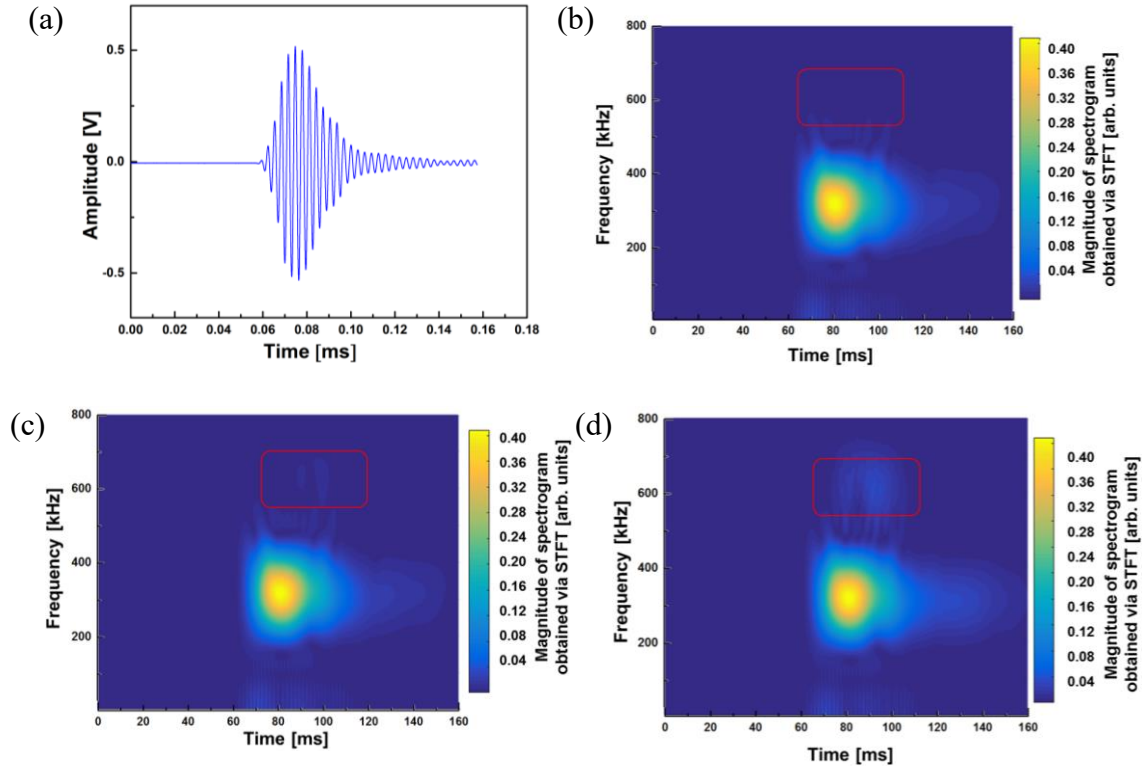 (a)
Amplitude [V]
0.5
0.0
-0.5
0.00 0.02 0.04 0.06 0.08 0.10 0.12 0.14 0.16 0.18
Time [ms]
(b)
Frequency [kHz]
800
600
400
200
0 20 40 60 80 100 120 140 160
Time [ms]
0.40
0.36
0.32
0.28
0.24
0.20
0.16
0.12
0.08
0.04
Magnitude of spectrogram
obtained via STFT [arb. units]
(c)
Frequency [kHz]
800
600
400
200
0 20 40 60 80 100 120 140 160
Time [ms]
0.40
0.36
0.32
0.28
0.24
0.20
0.16
0.12
0.08
0.04
Magnitude of spectrogram
obtained via STFT [arb. units]
(d)
Frequency [kHz]
800
600
400
200
0 20 40 60 80 100 120 140 160
Time [ms]
0.40
0.36
0.32
0.28
0.24
0.20
0.16
0.12
0.08
0.04
Magnitude of spectrogram
obtained via STFT [arb. units]